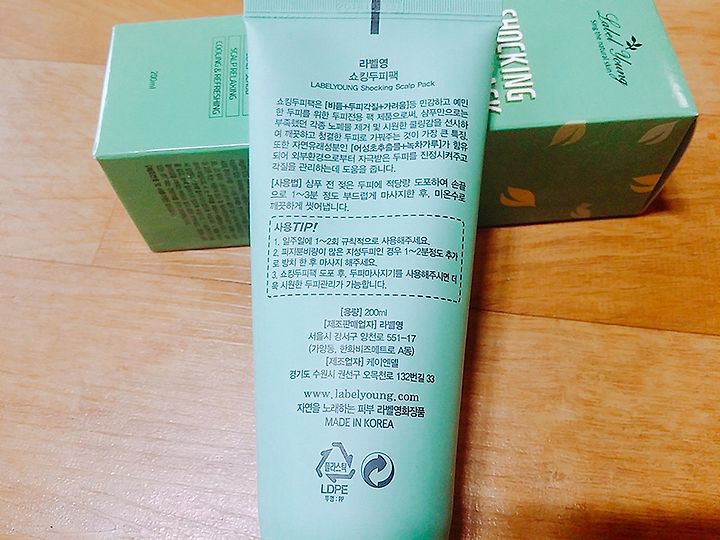 라벨영
쇼킹두피팩
LABELYOUNG Shocking Scalp Pack
쇼킹두피팩은 [비듬+두피각질+가려움]등 민감하고 예민
한 두피를 위한 두피전용 팩 제품으로써, 샴푸만으로는
부족했던 각종 노폐물 제거 및 시원한 쿨링감을 선사하
여 깨끗하고 청결한 두피로 가꿔주는 것이 가장 큰 특징,
또한 자연유래성분인 [어성초추출물+녹차가루]가 함유
되어 외부환경으로부터 자극받은 두피를 진정시켜주고
각질을 관리하는데 도움을 줍니다.
[사용법] 샴푸 전 젖은 두피에 적당량 도포하여 손끝
으로 1~3분 정도 부드럽게 마사지한 후, 미온수로
깨끗하게 씻어냅니다.
사용TIP!
1. 일주일에 1~2회 규칙적으로 사용해주세요.
2. 피지분비량이 많은 지성두피인 경우 1~2분정도 추가
로 방치 한 후 마사지 해주세요.
3. 쇼킹두피팩 도포 후, 두피마사지기를 사용해주시면 더
욱 시원한 두피관리가 가능합니다.
[용량] 200ml
[제조판매업자] 라벨영
서울시 강서구 양천로 551-17
(가양동, 한화비즈메트로 A동)
[제조업자] 케이엔델
경기도 수원시 권선구 오목천로 132번길 33
www.labelyoung.com
자연을 노래하는 피부 라벨영화장품
MADE IN KOREA
플라스틱
LDPE
뚜껑 : PP
Label Young
Sing the natural skin
SHOCKING
SCALP RELAXING
COOLING & REFRESHING
200ml